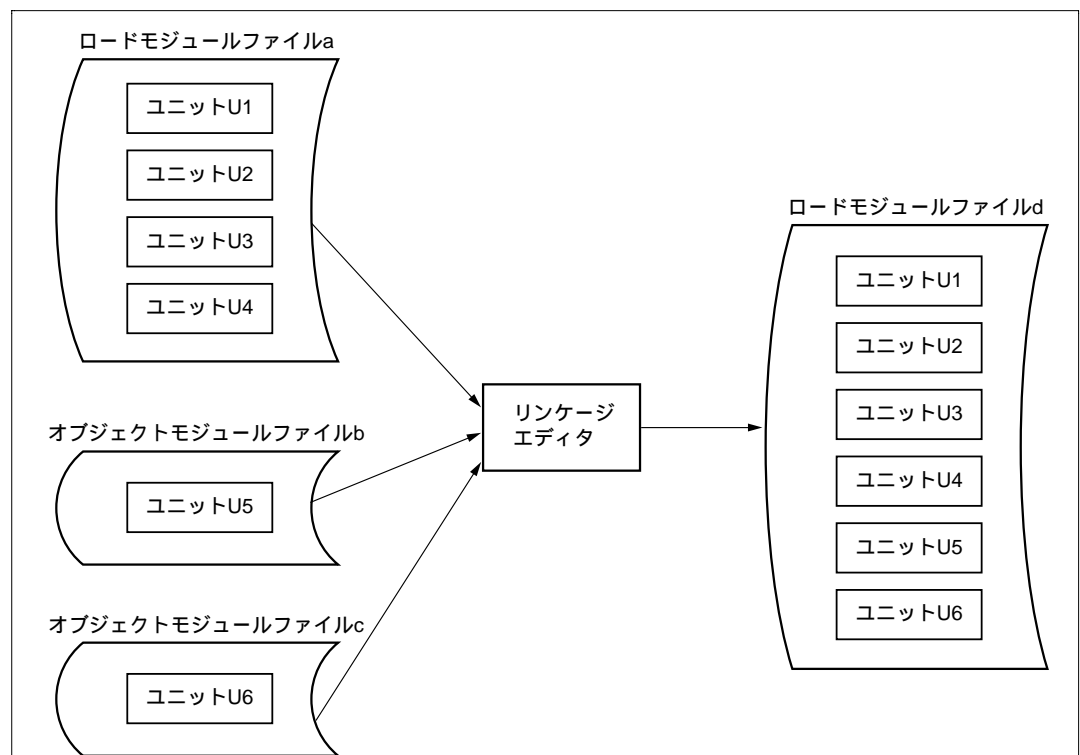 ロードモジュールファイルa
ユニットU1
ユニットU2
ユニットU3
ユニットU4
オブジェクトモジュールファイルb
ユニットU5
オブジェクトモジュールファイルc
ユニットU6
リンケージ
エディタ
ロードモジュールファイルd
ユニットU1
ユニットU2
ユニットU3
ユニットU4
ユニットU5
ユニットU6